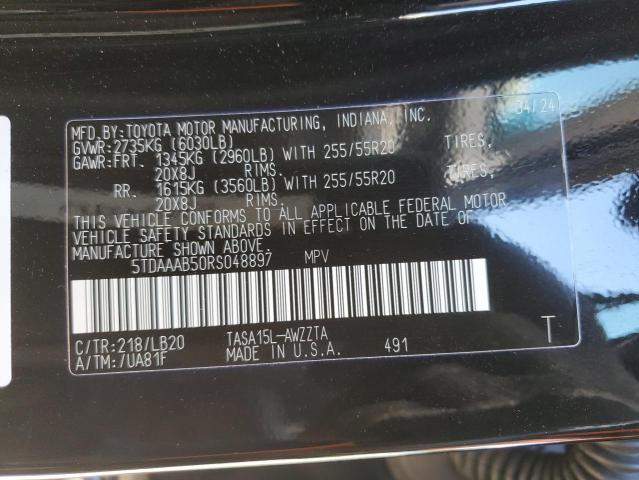 MFD.BY:TOYOTA MOTOR MANUFACTURING, INDIANA, INC. 04/24
GVWR:2735KG (6030LB)
GAWR:FRT. 1345KG (2960LB) WITH 255/55R20 TIRES,
20X8J RIMS.
RR. 1615KG (3560LB) WITH 255/55R20 TIRES,
20X8J RIMS.
THIS VEHICLE CONFORMS TO ALL APPLICABLE FEDERAL MOTOR
VEHICLE SAFETY STANDARDS IN EFFECT ON THE DATE OF
MANUFACTURE SHOWN ABOVE.
5TDAAAB50RS048897 MPV
C/TR:218/LB20 TASA15L-AWZZTA
A/TM:/UA81F MADE IN U.S.A. 491 T